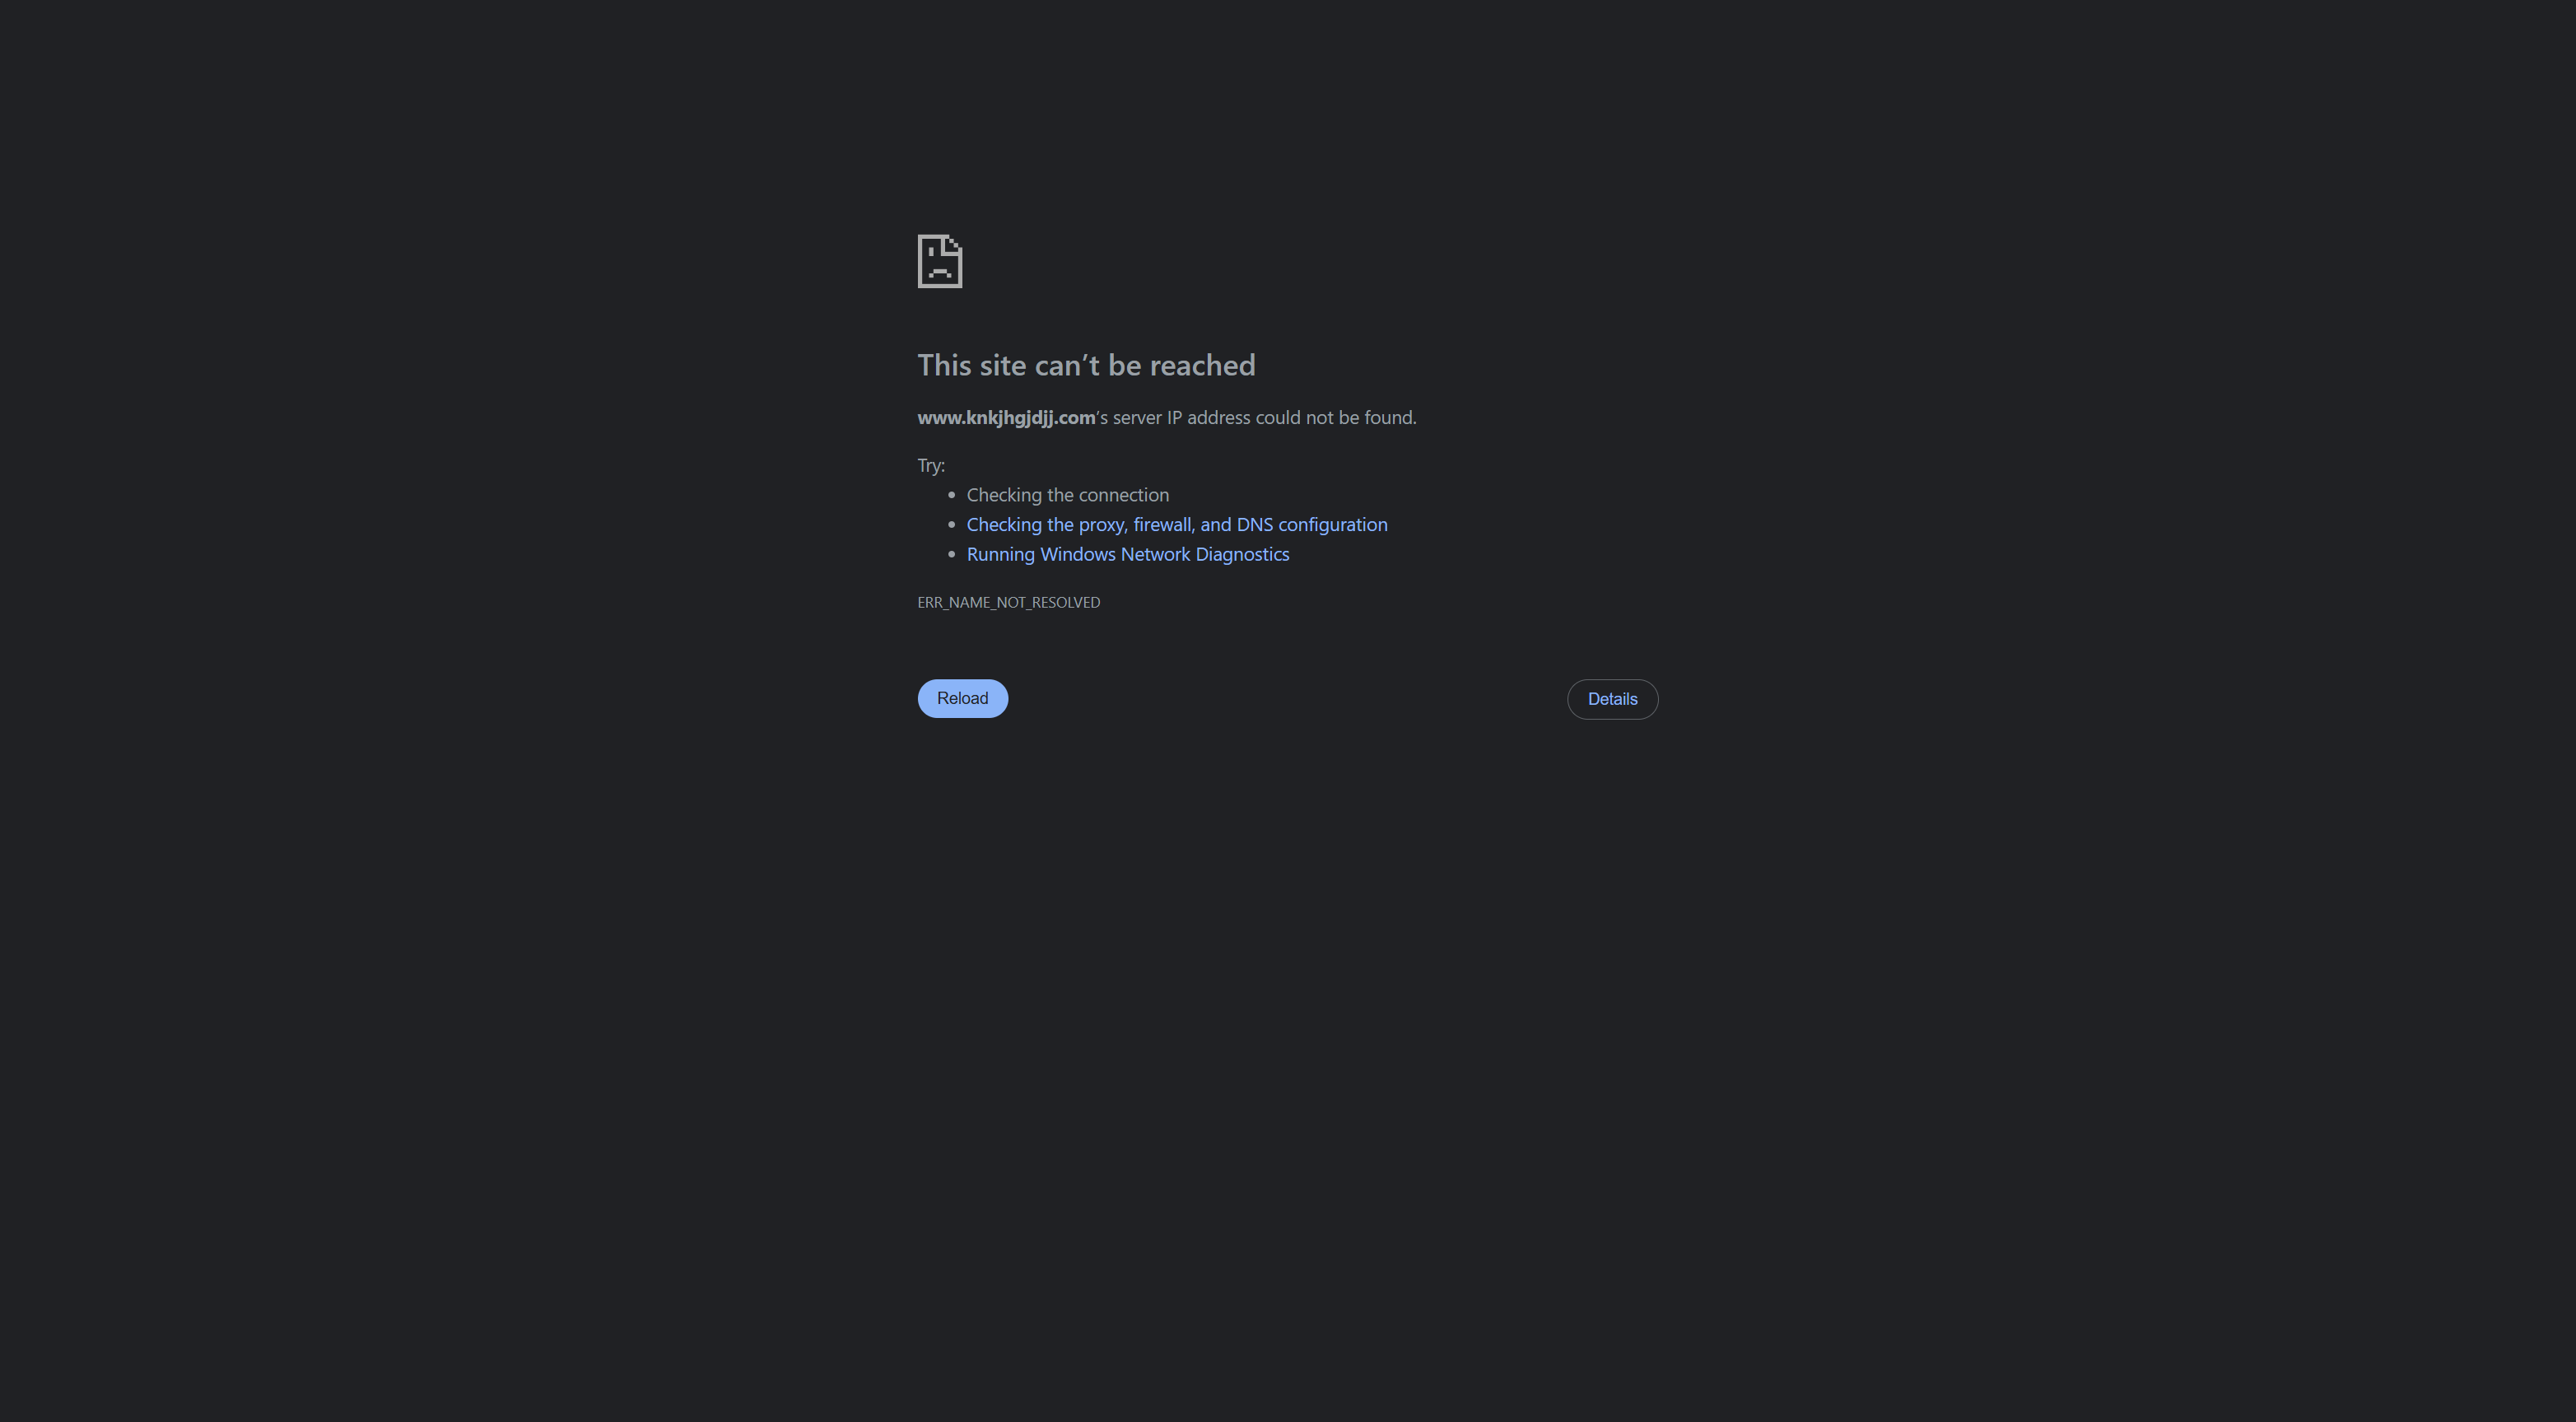 This site can’t be reached
www.knkjhgjdjj.com’s server IP address could not be found.
Try:
• Checking the connection
• Checking the proxy, firewall, and DNS configuration
• Running Windows Network Diagnostics
ERR_NAME_NOT_RESOLVED
Reload
Details